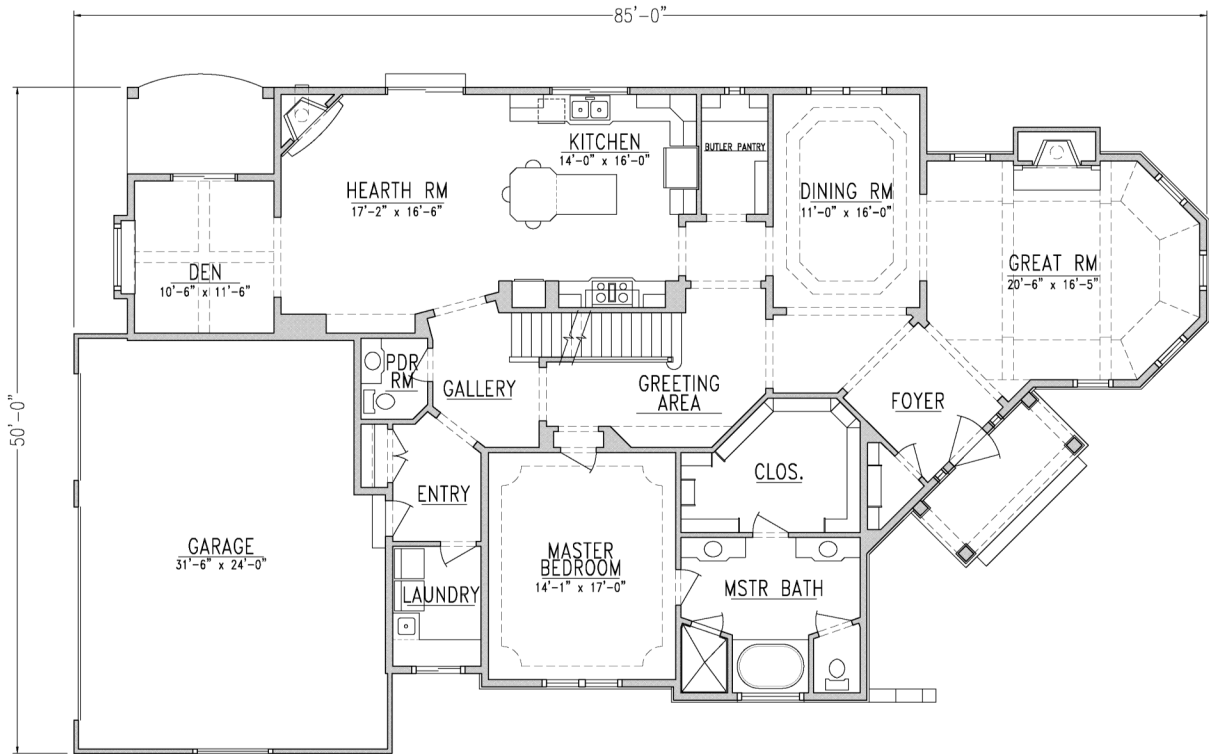 85'-0"
50'-0"
KITCHEN
14'-0" x 16'-0"
BUTLER PANTRY
HEARTH RM
17'-2" x 16'-6"
DINING RM
11'-0" x 16'-0"
DEN
10'-6" x 11'-6"
GREAT RM
20'-6" x 16'-5"
PDR
RM
GALLERY
GREETING
AREA
FOYER
ENTRY
CLOS.
GARAGE
31'-6" x 24'-0"
MASTER
BEDROOM
14'-1" x 17'-0"
LAUNDRY
MSTR BATH